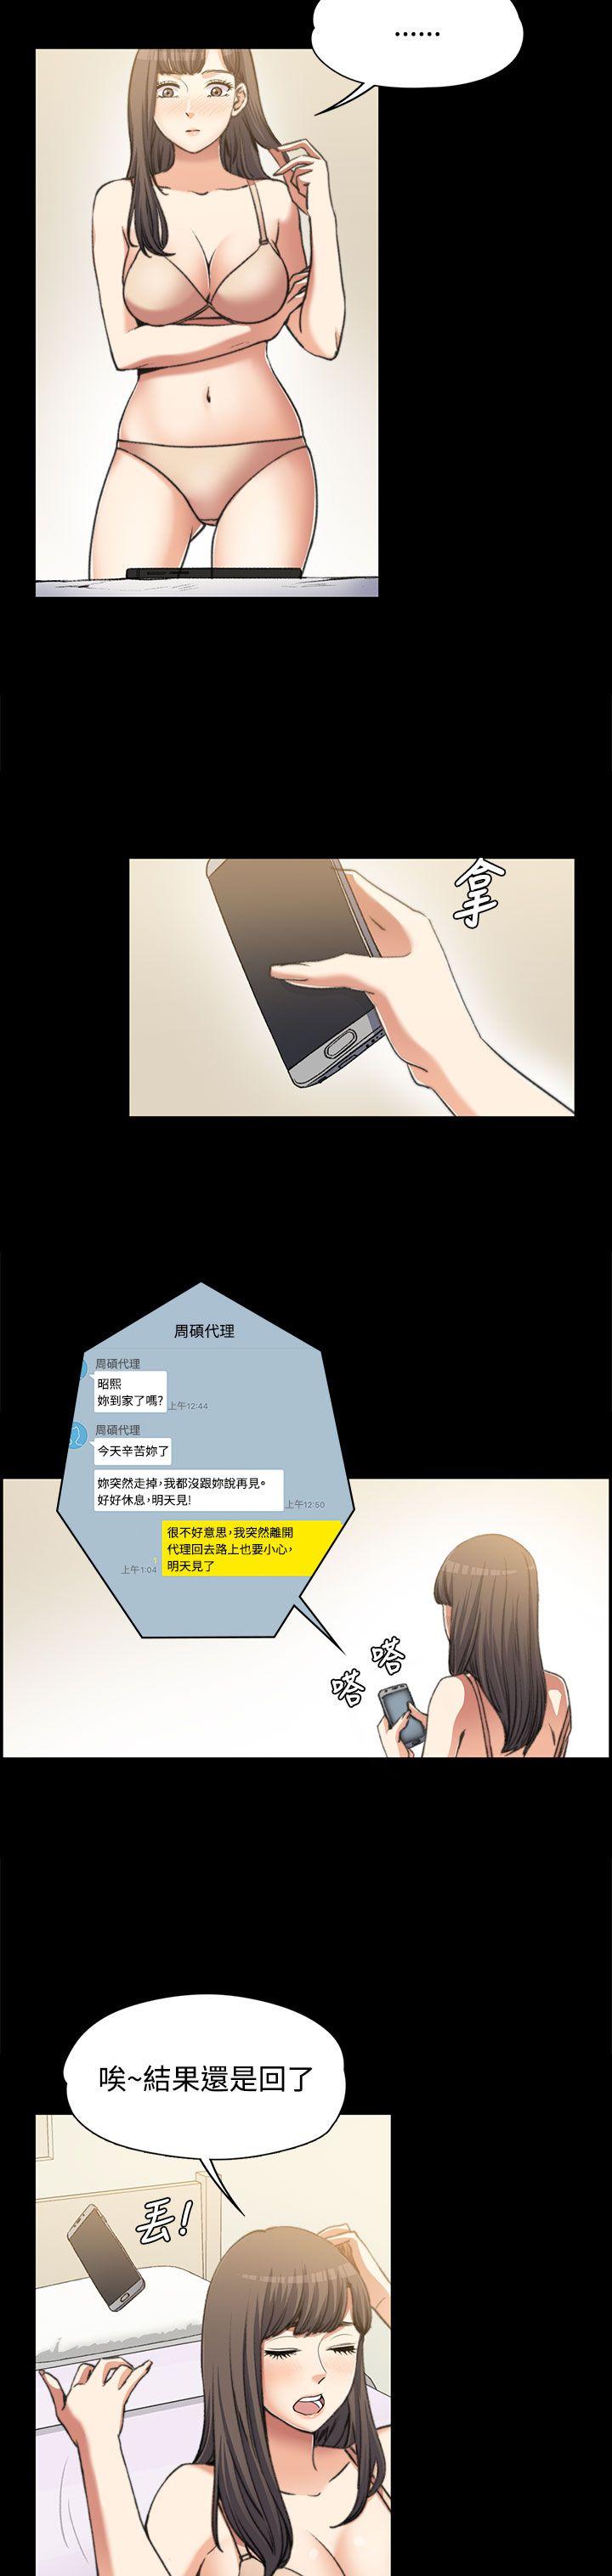 ......
拿
周碩代理
周碩代理
昭熙
妳到家了嗎?
上午12:44
周碩代理
今天辛苦妳了
妳突然走掉,我都沒跟妳說再見。
好好休息,明天見!
上午12:50
很不好意思,我突然離開
代理回去路上也要小心,
明天見了
1
上午1:04
嗒
嗒
唉~結果還是回了
丟!